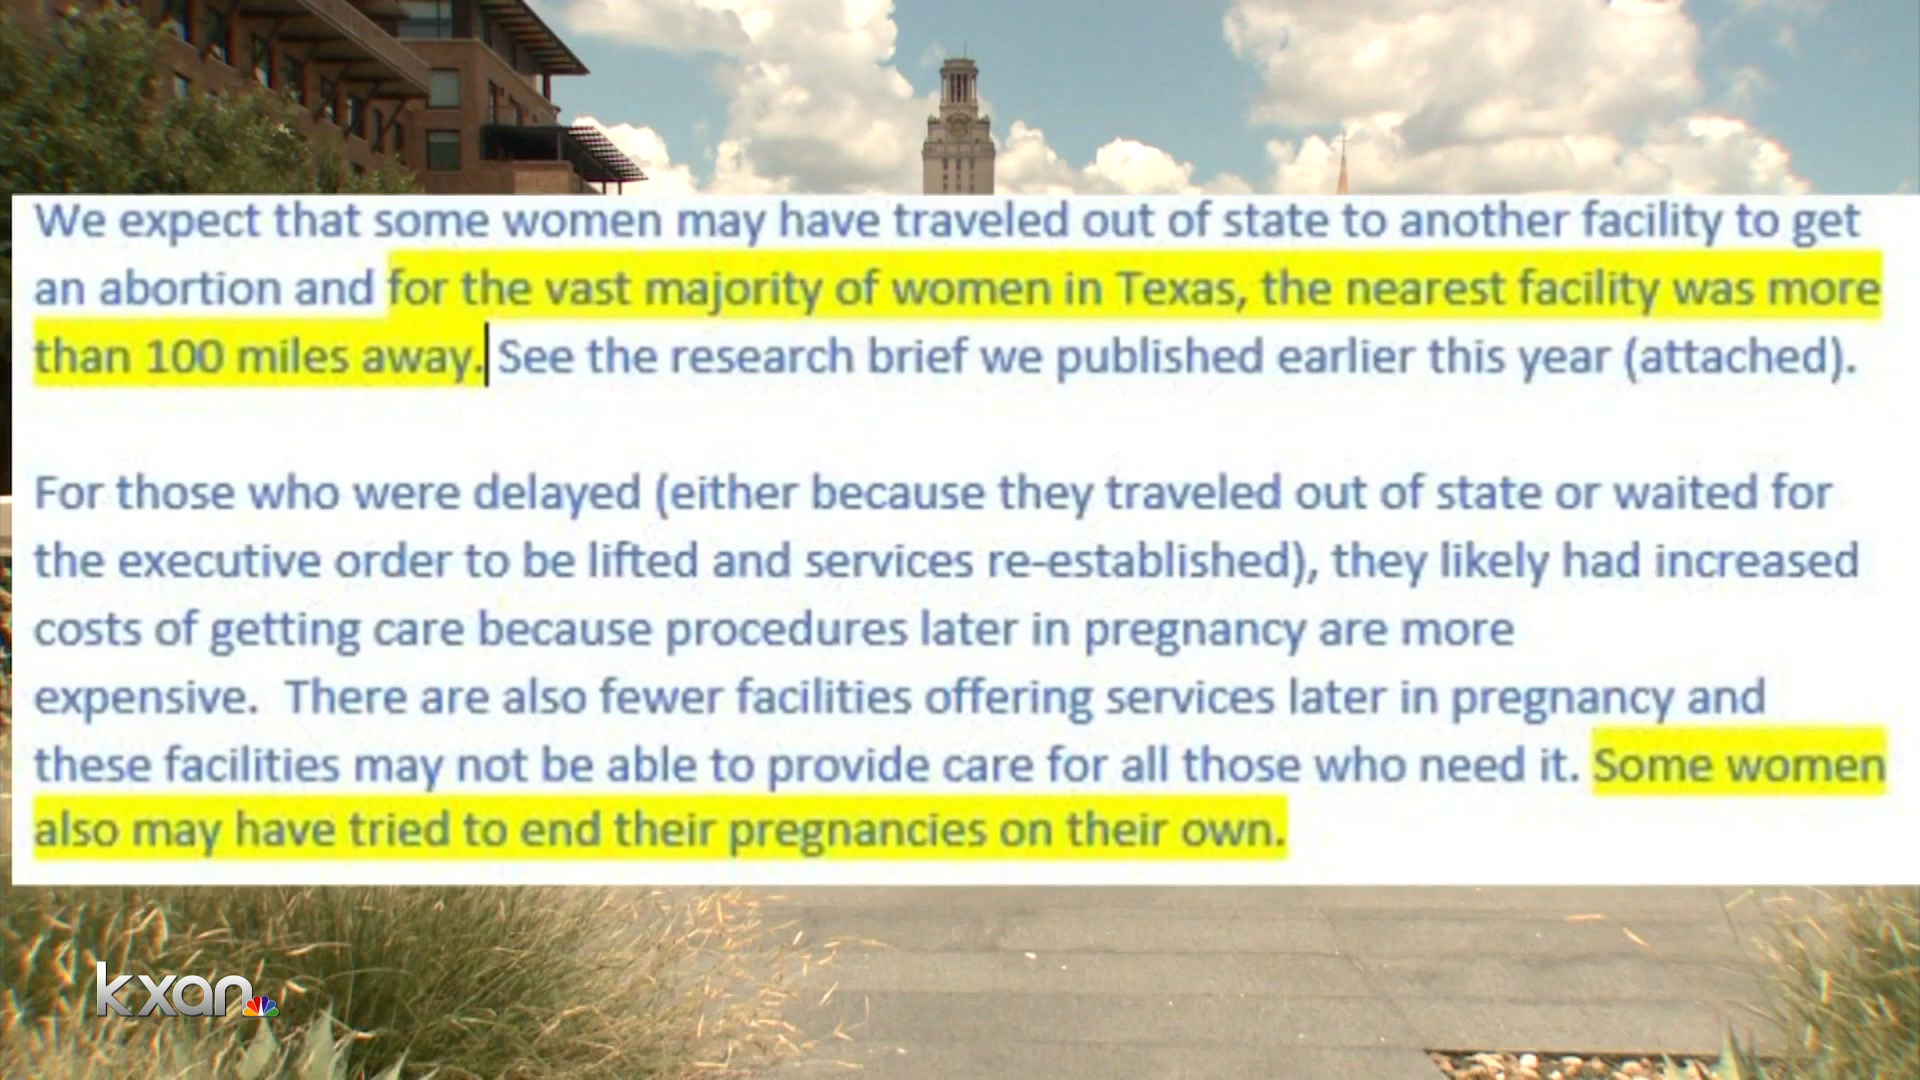 We expect that some women may have traveled out of state to another facility to get
an abortion and for the vast majority of women in Texas, the nearest facility was more
than 100 miles away. See the research brief we published earlier this year (attached).
For those who were delayed (either because they traveled out of state or waited for
the executive order to be lifted and services re-established), they likely had increased
costs of getting care because procedures later in pregnancy are more
expensive.  There are also fewer facilities offering services later in pregnancy and
these facilities may not be able to provide care for all those who need it. Some women
also may have tried to end their pregnancies on their own.
kxan